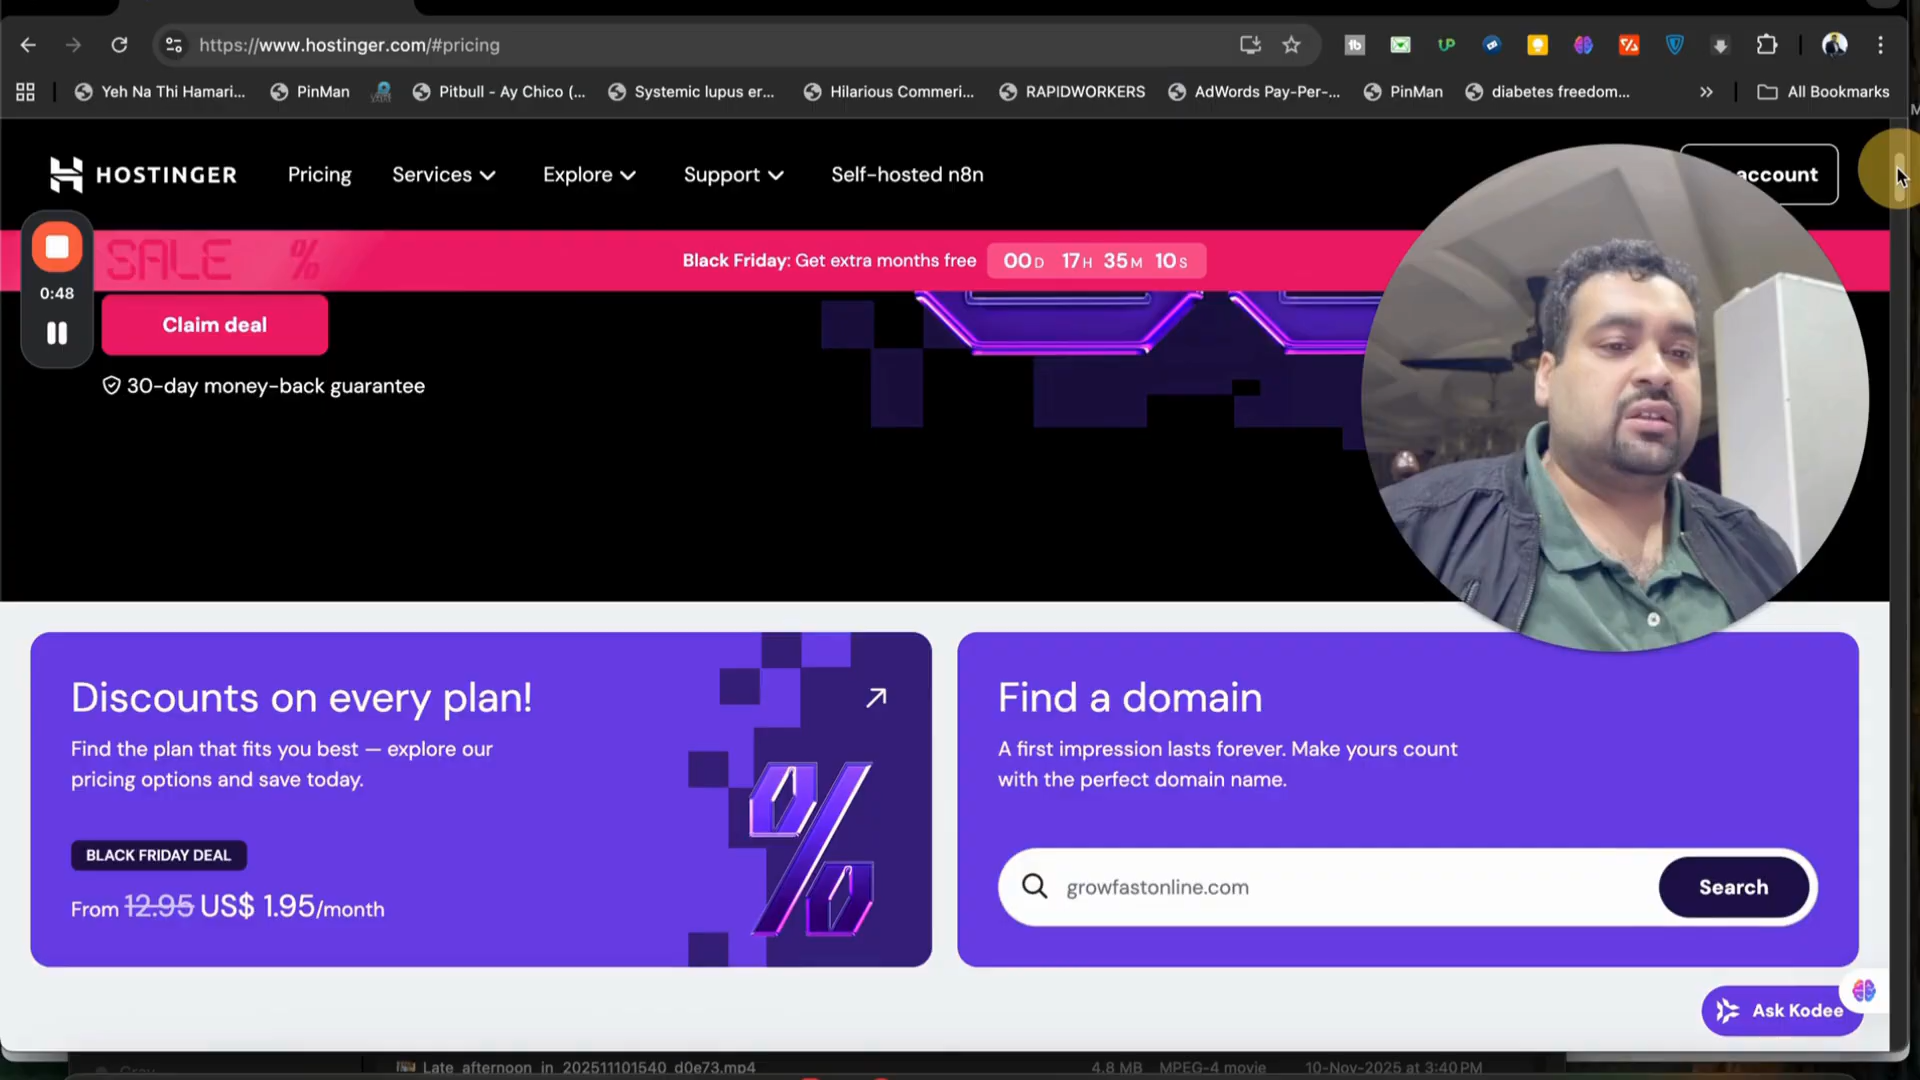 https://www.hostinger.com/#pricing
Yeh Na Thi Hamari...
PinMan
Pitbull - Ay Chico (...
Systemic lupus er...
Hilarious Commeri...
RAPIDWORKERS
AdWords Pay-Per-...
PinMan
diabetes freedom...
All Bookmarks
HOSTINGER
Pricing
Services
Explore
Support
Self-hosted n8n
account
SALE %
Black Friday: Get extra months free
00D 17H 35M 10S
0:48
Claim deal
30-day money-back guarantee
Discounts on every plan!
Find the plan that fits you best — explore our
pricing options and save today.
BLACK FRIDAY DEAL
From 12.95 US$ 1.95/month
Find a domain
A first impression lasts forever. Make yours count
with the perfect domain name.
growfastonline.com
Search
Ask Kodee
Late_afternoon_in_202511101540_d0e73.mp4
4.8 MB
MPEG-4 movie
10-Nov-2025 at 3:40 PM